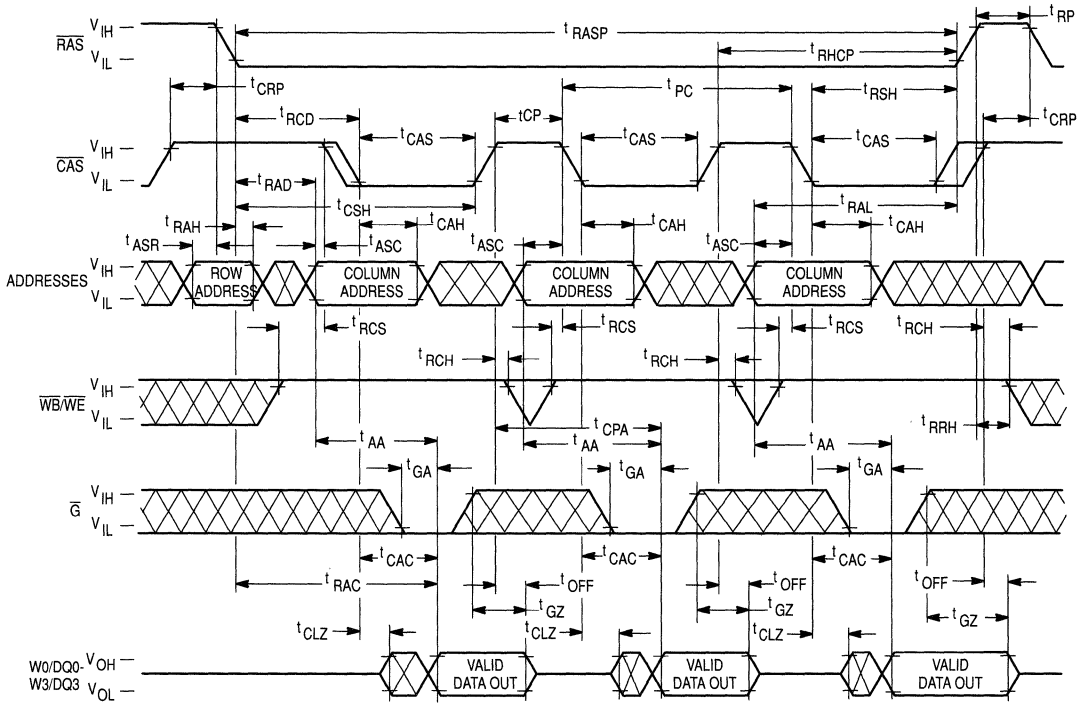 RAS V IH
V IL
t RASP
t RP
t RHCP
t CRP
t PC
t RSH
t RCD
tCP
t CRP
t CAS
t CAS
t CAS
CAS V IH
V IL
t RAD
t CSH
t RAL
t RAH
t CAH
t CAH
t CAH
t ASR
t ASC
t ASC
t ASC
ADDRESSES V IH
V IL
ROW ADDRESS
COLUMN ADDRESS
COLUMN ADDRESS
COLUMN ADDRESS
t RCS
t RCS
t RCS
t RCH
t RCH
t RCH
WB/WE V IH
V IL
t CPA
t RRH
t AA
t AA
t AA
t GA
t GA
t GA
G V IH
V IL
t CAC
t CAC
t CAC
t RAC
t OFF
t OFF
t OFF
t GZ
t GZ
t GZ
t CLZ
t CLZ
t CLZ
W0/DQ0- V OH
W3/DQ3 V OL
VALID DATA OUT
VALID DATA OUT
VALID DATA OUT